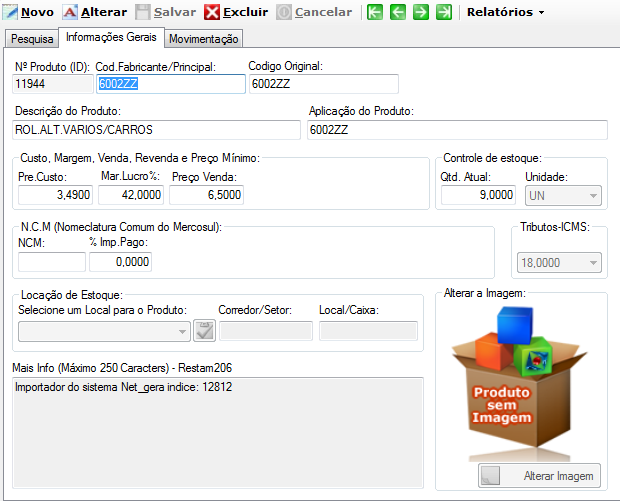 Novo Alterar Salvar Excluir Cancelar Relatórios
Pesquisa Informações Gerais Movimentação
Nº Produto (ID): Cod.Fabricante/Principal: Codigo Original:
11944 6002ZZ 6002ZZ
Descrição do Produto: Aplicação do Produto:
ROL.ALT.VARIOS/CARROS 6002ZZ
Custo, Margem, Venda, Revenda e Preço Mínimo: Controle de estoque:
Pre.Custo: Mar.Lucro%: Preço Venda: Qtd. Atual: Unidade:
3,4900 42,0000 6,5000 9,0000 UN
N.C.M (Nomeclatura Comum do Mercosul): Tributos-ICMS:
NCM: % Imp.Pago:
0,0000 18,0000
Locação de Estoque: Alterar a Imagem:
Selecione um Local para o Produto: Corredor/Setor: Local/Caixa:
Mais Info (Máximo 250 Caracters) - Restam206
Importador do sistema Net_gera indice: 12812
Produto
sem
Imagem
Alterar Imagem